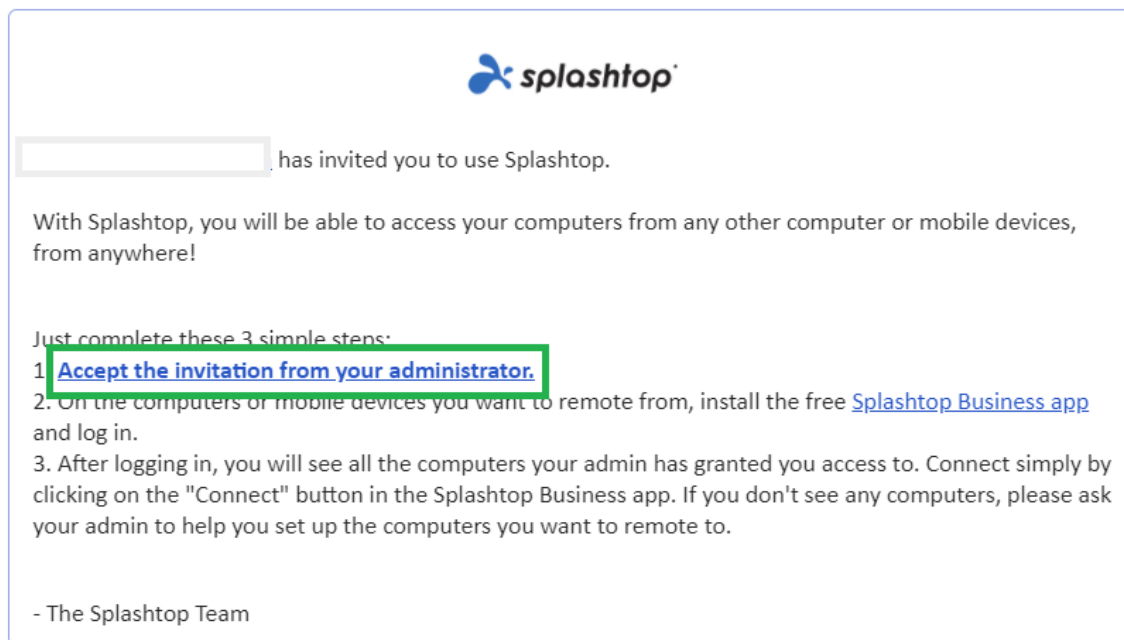 splashtop
has invited you to use Splashtop.
With Splashtop, you will be able to access your computers from any other computer or mobile devices,
from anywhere!
Just complete these 3 simple steps:
1 Accept the invitation from your administrator.
2. On the computers or mobile devices you want to remote from, install the free Splashtop Business app
and log in.
3. After logging in, you will see all the computers your admin has granted you access to. Connect simply by
clicking on the "Connect" button in the Splashtop Business app. If you don't see any computers, please ask
your admin to help you set up the computers you want to remote to.
- The Splashtop Team